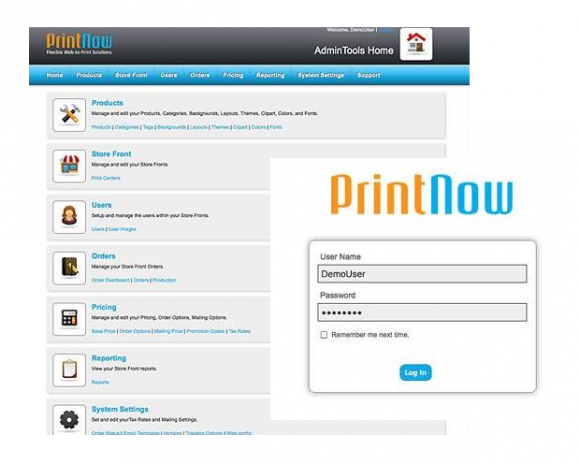 PrintNow
Flexible Web-to-Print Solutions
Welcome, DemoUser | Logout
AdminTools Home
Home Products Store Front Users Orders Pricing Reporting System Settings Support
Products
Manage and edit your Products, Categories, Backgrounds, Layouts, Themes, Clipart, Colors, and Fonts.
Products | Categories | Tags | Backgrounds | Layouts | Themes | Clipart | Colors | Fonts
Store Front
Manage and edit your Store Fronts.
Print Centers
Users
Setup and manage the users within your Store Fronts.
Users | User Images
Orders
Manage your Store Front Orders.
Order Dashboard | Orders | Production
Pricing
Manage and edit your Pricing, Order Options, Mailing Options.
Base Price | Order Options | Mailing Price | Promotion Codes | Tax Rates
Reporting
View your Store Front reports.
Reports
System Settings
Set and edit yourTax Rates and Mailing Settings.
Order Status | Email Templates | Vendors | Tracking Options | Web.config
PrintNow
User Name
DemoUser
Password
Remember me next time.
Log In